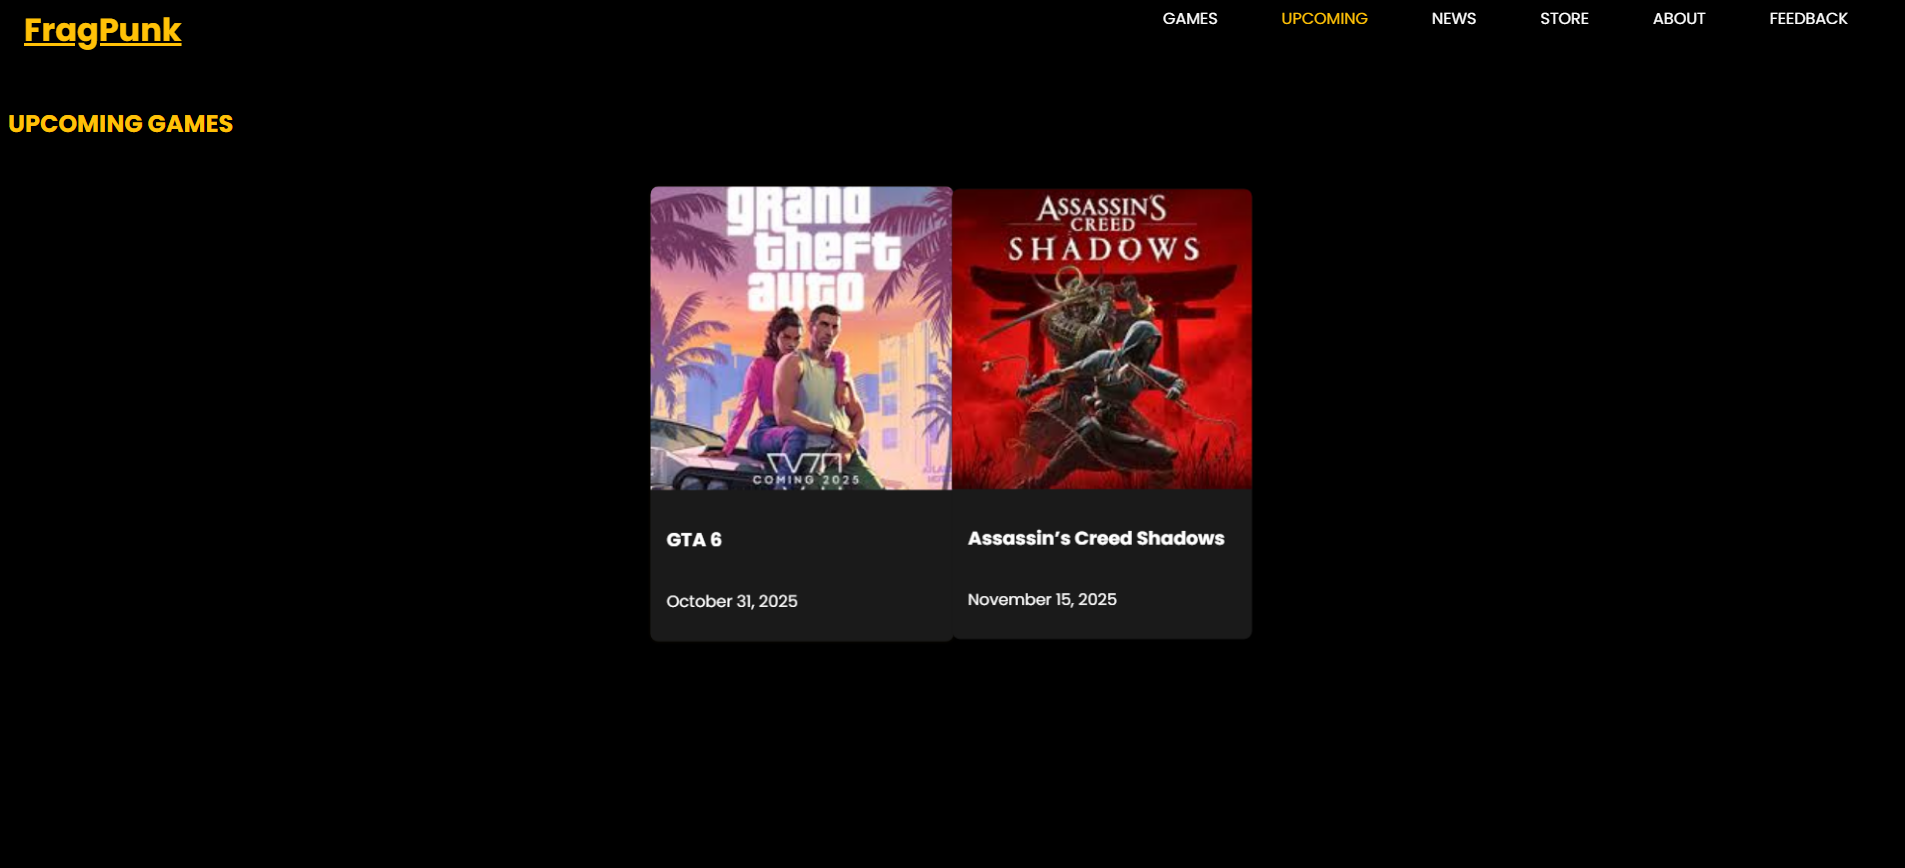 FragPunk
GAMES UPCOMING NEWS STORE ABOUT FEEDBACK
UPCOMING GAMES
grand
theft
auto
VI
COMING 2025
ASSASSIN'S
CREED
SHADOWS
GTA 6
October 31, 2025
Assassin’s Creed Shadows
November 15, 2025